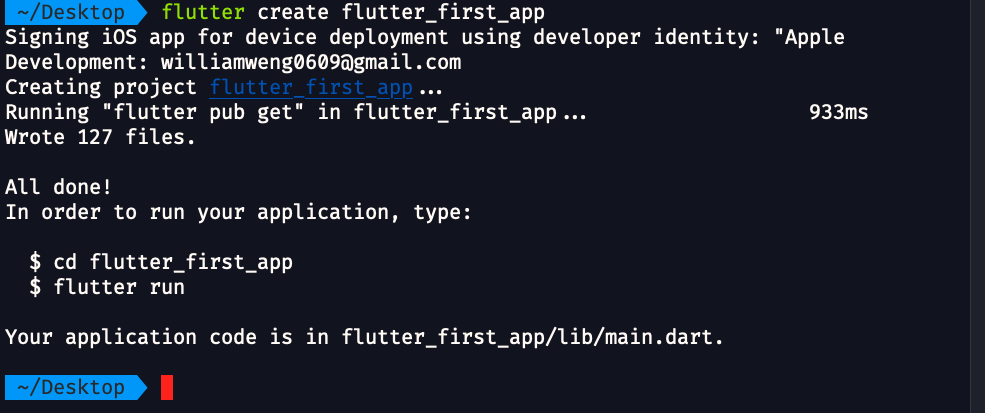 ~/Desktop flutter create flutter_first_app
Signing iOS app for device deployment using developer identity: "Apple
Development: williamweng0609@gmail.com
Creating project flutter_first_app...
Running "flutter pub get" in flutter_first_app... 933ms
Wrote 127 files.
All done!
In order to run your application, type:
$ cd flutter_first_app
$ flutter run
Your application code is in flutter_first_app/lib/main.dart.
~/Desktop